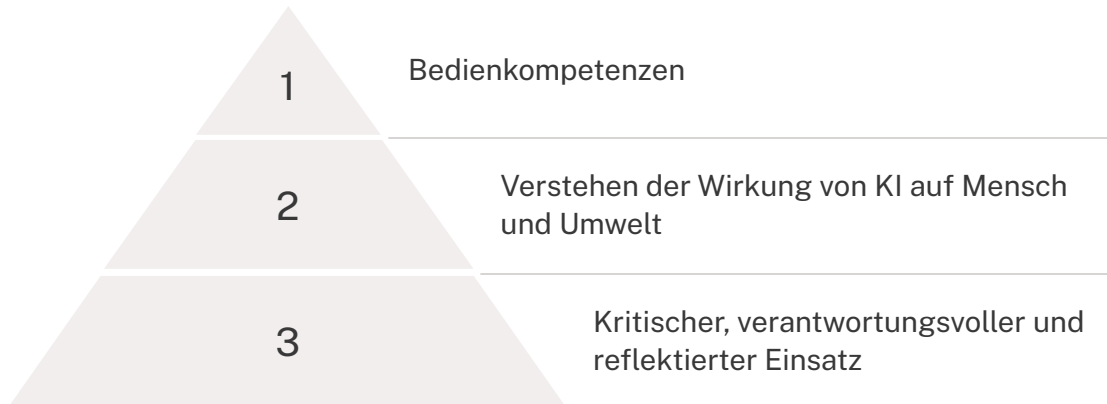 1
Bedienkompetenzen
2
Verstehen der Wirkung von KI auf Mensch
und Umwelt
3
Kritischer, verantwortungsvoller und
reflektierter Einsatz